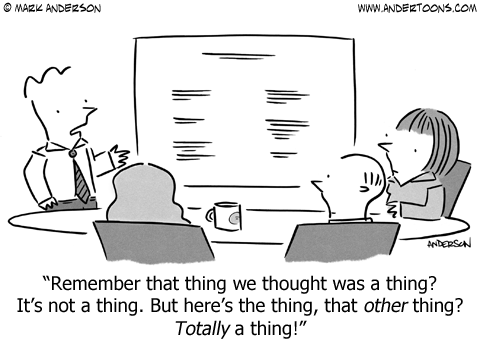 © MARK ANDERSON
WWW.ANDERTOONS.COM
ANDERSON
“Remember that thing we thought was a thing?
It’s not a thing. But here’s the thing, that other thing?
Totally a thing!”